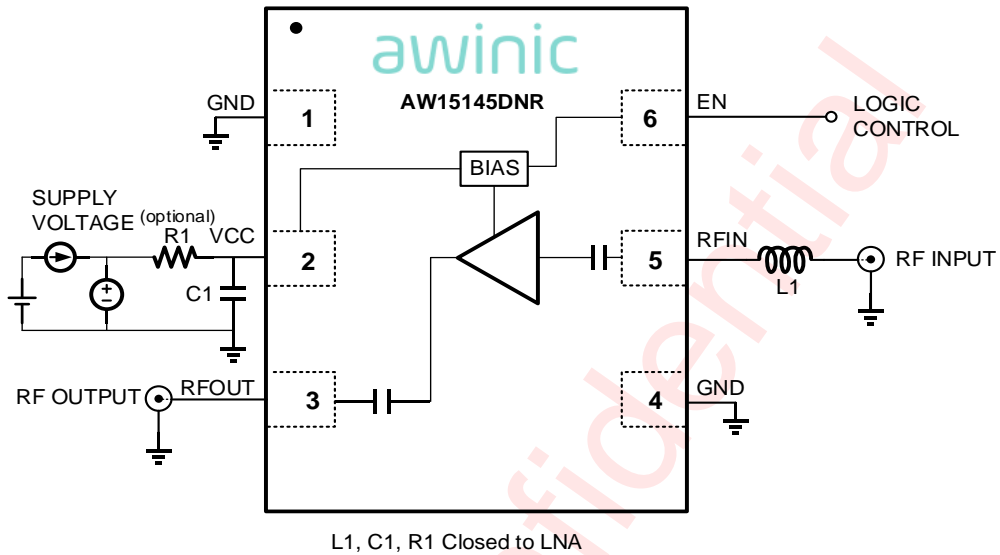 awinic
AW15145DNR
GND
1
6
EN
LOGIC
CONTROL
BIAS
SUPPLY
VOLTAGE
(optional)
R1
VCC
2
5
RFIN
RF INPUT
L1
C1
+
−
RF OUTPUT
RFOUT
3
4
GND
L1, C1, R1 Closed to LNA